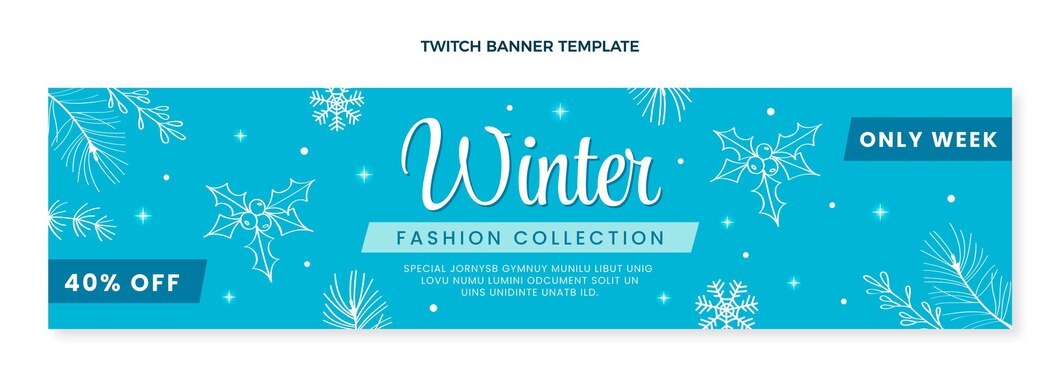 TWITCH BANNER TEMPLATE
ONLY WEEK
Winter
FASHION COLLECTION
SPECIAL JORNYSB GYMNUY MUNILU LIBUT UNIG
LOVU NUMU LUMINI ODCUMENT SOLIT UN
UINS UNIDINTE UNATB ILD.
40% OFF